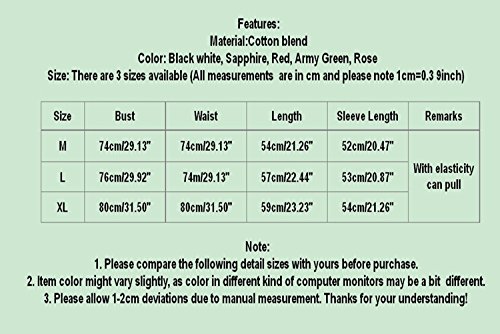 Features:
Material:Cotton blend
Color: Black white, Sapphire, Red, Army Green, Rose
Size: There are 3 sizes available (All measurements are in cm and please note 1cm=0.3 9inch)
Size Bust Waist Length Sleeve Length Remarks
M 74cm/29.13" 74cm/29.13" 54cm/21.26" 52cm/20.47"
L 76cm/29.92" 74m/29.13" 57cm/22.44" 53cm/20.87" With elasticity
can pull
XL 80cm/31.50" 80cm/31.50" 59cm/23.23" 54cm/21.26"
Note:
1. Please compare the following detail sizes with yours before purchase.
2. Item color might vary slightly, as color in different kind of computer monitors may be a bit different.
3. Please allow 1-2cm deviations due to manual measurement. Thanks for your understanding!